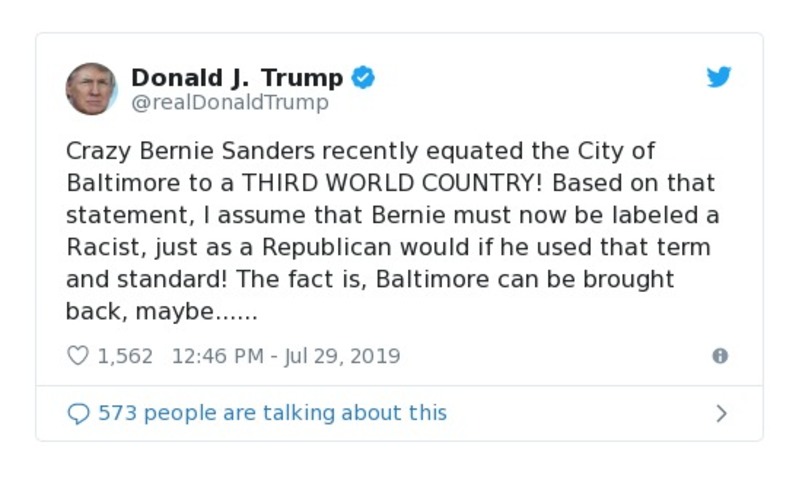 Donald J. Trump
@realDonaldTrump
Crazy Bernie Sanders recently equated the City of
Baltimore to a THIRD WORLD COUNTRY! Based on that
statement, I assume that Bernie must now be labeled a
Racist, just as a Republican would if he used that term
and standard! The fact is, Baltimore can be brought
back, maybe......
1,562 12:46 PM - Jul 29, 2019
573 people are talking about this